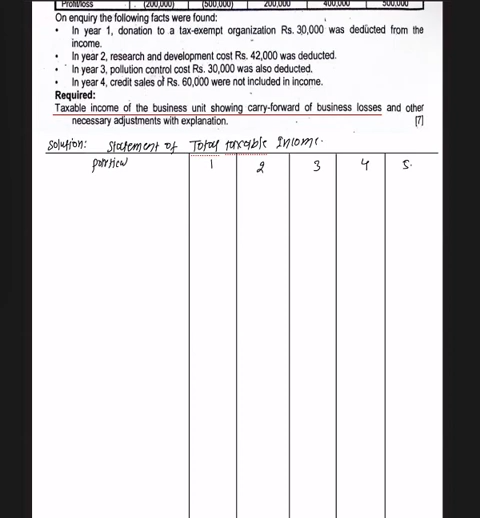 Profit/loss (200,000) (500,000) 200,000 400,000 500,000
On enquiry the following facts were found:
• In year 1, donation to a tax-exempt organization Rs. 30,000 was deducted from the
income.
• In year 2, research and development cost Rs. 42,000 was deducted.
• In year 3, pollution control cost Rs. 30,000 was also deducted.
• In year 4, credit sales of Rs. 60,000 were not included in income.
Required:
Taxable income of the business unit showing carry-forward of business losses and other
necessary adjustments with explanation. [7]
Solution: Statement of Total taxable Income.
1 2 3 4 5.